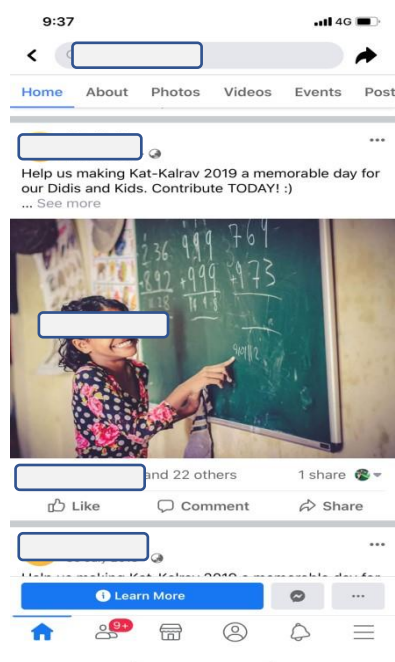 9:37
4G
Home About Photos Videos Events Post
Help us making Kat-Kalrav 2019 a memorable day for
our Didis and Kids. Contribute TODAY! :)
... See more
236 999 769
+892 +999 +973
1128
and 22 others 1 share
Like Comment Share
Learn More
9+